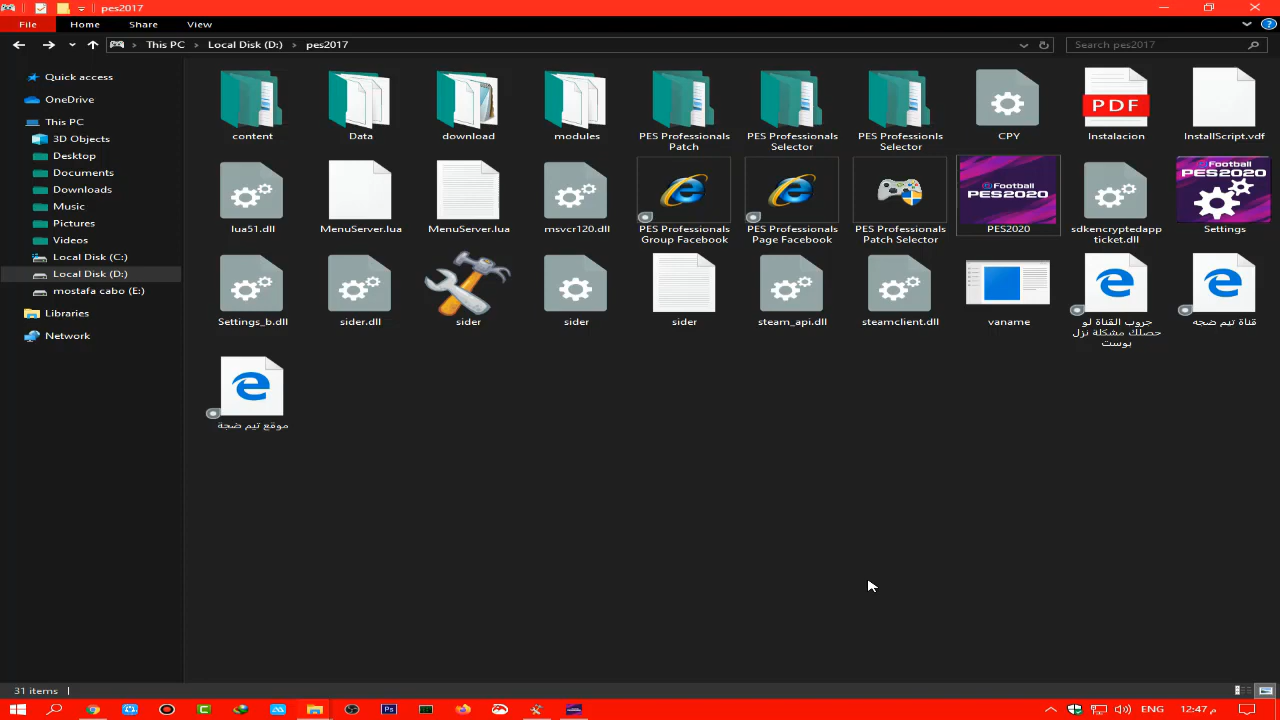 pes2017
File
Home
Share
View
This PC
Local Disk (D:)
pes2017
Search pes2017
Quick access
OneDrive
This PC
3D Objects
Desktop
Documents
Downloads
Music
Pictures
Videos
Local Disk (C:)
Local Disk (D:)
mostafa cabo (E:)
Libraries
Network
content
Data
download
modules
PES Professionals
Patch
PES Professionals
Selector
PES Professionls
Selector
CPY
PDF
Instalacion
InstallScript.vdf
lua51.dll
MenuServer.lua
MenuServer.lua
msvcr120.dll
PES Professionals
Group Facebook
PES Professionals
Page Facebook
PES Professionals
Patch Selector
Football
PES2020
PES2020
sdkencryptedapp
ticket.dll
Football
PES2020
Settings
Settings_b.dll
sider.dll
sider
sider
sider
steam_api.dll
steamclient.dll
vaname
جروب القناة لو
حصلك مشكلة نزل
بوست
قناة تيم ضجه
موقع تيم ضجة
31 items
Ps
ENG
12:47 م